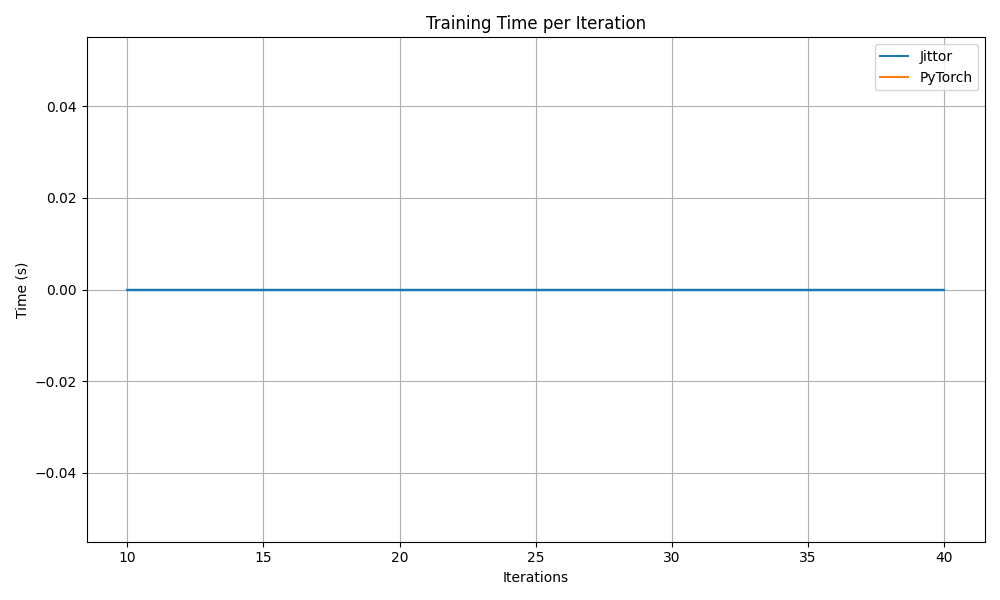 Training Time per Iteration
Jittor
PyTorch
0.04
0.02
0.00
−0.02
−0.04
Time (s)
10 15 20 25 30 35 40
Iterations